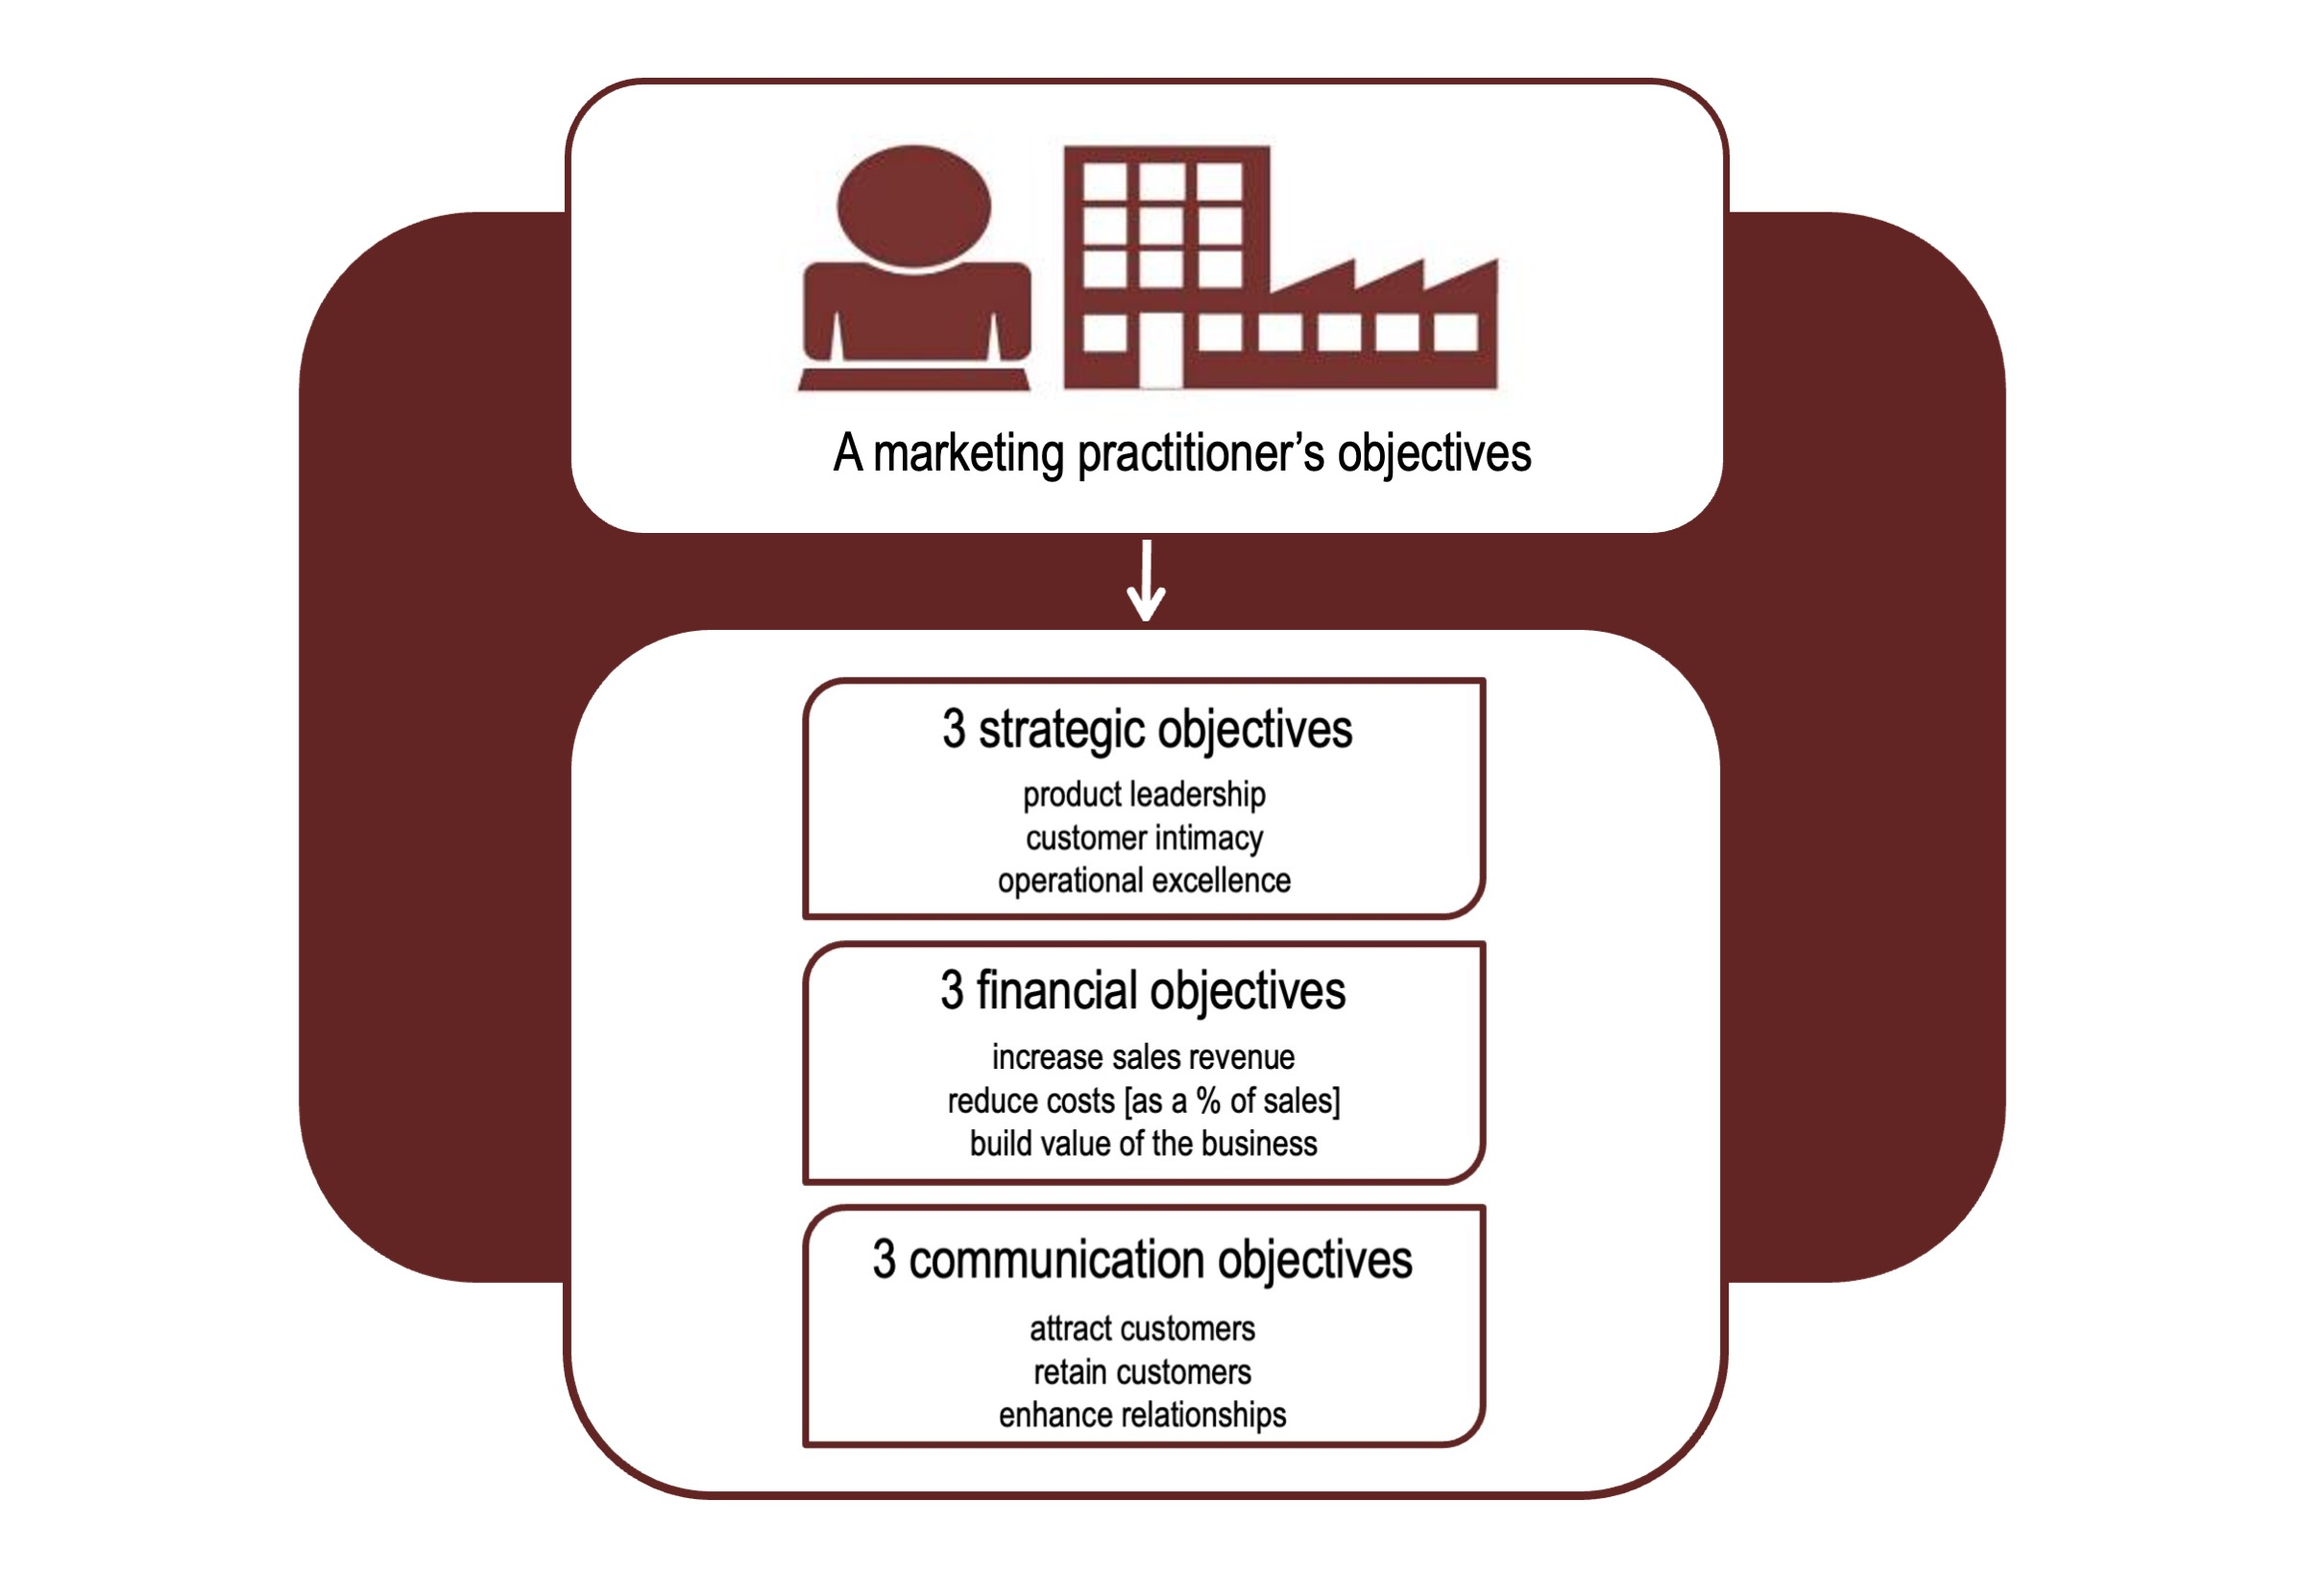 A marketing practitioner’s objectives
3 strategic objectives
product leadership
customer intimacy
operational excellence
3 financial objectives
increase sales revenue
reduce costs [as a % of sales]
build value of the business
3 communication objectives
attract customers
retain customers
enhance relationships